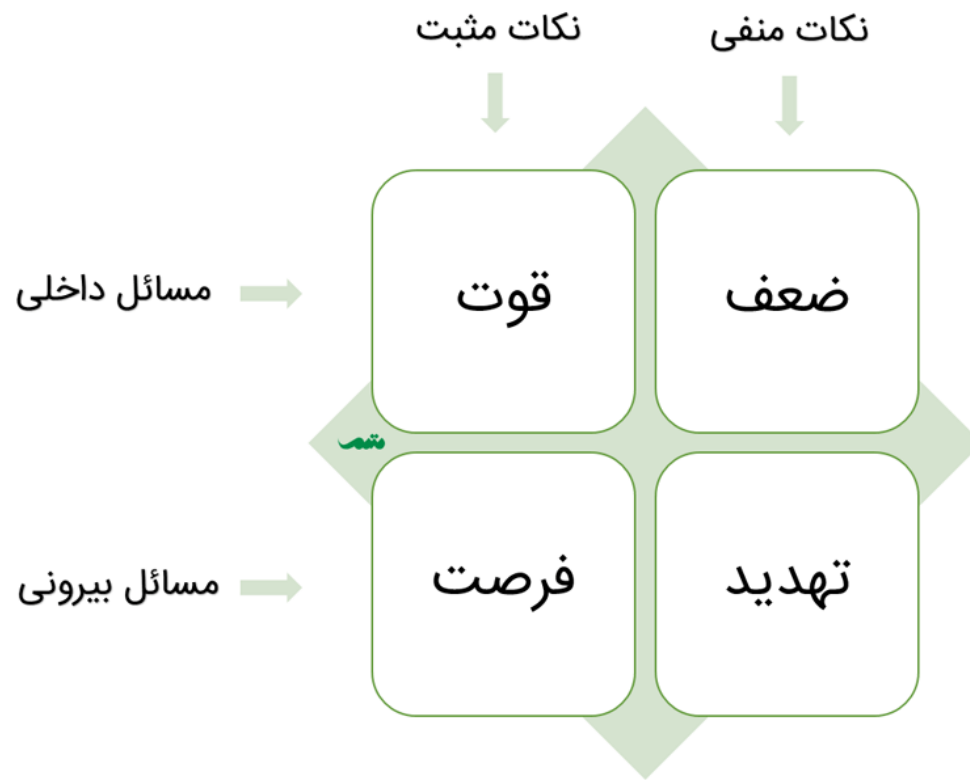 نکات منفی
نکات مثبت
مسائل داخلی
ضعف
قوت
مسائل بیرونی
تهدید
فرصت